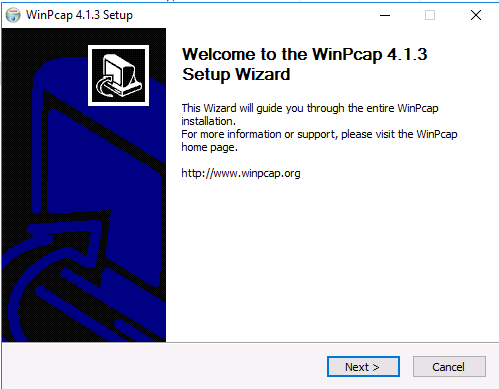 WinPcap 4.1.3 Setup
Welcome to the WinPcap 4.1.3
Setup Wizard
This Wizard will guide you through the entire WinPcap
installation.
For more information or support, please visit the WinPcap
home page.
http://www.winpcap.org
Next >
Cancel